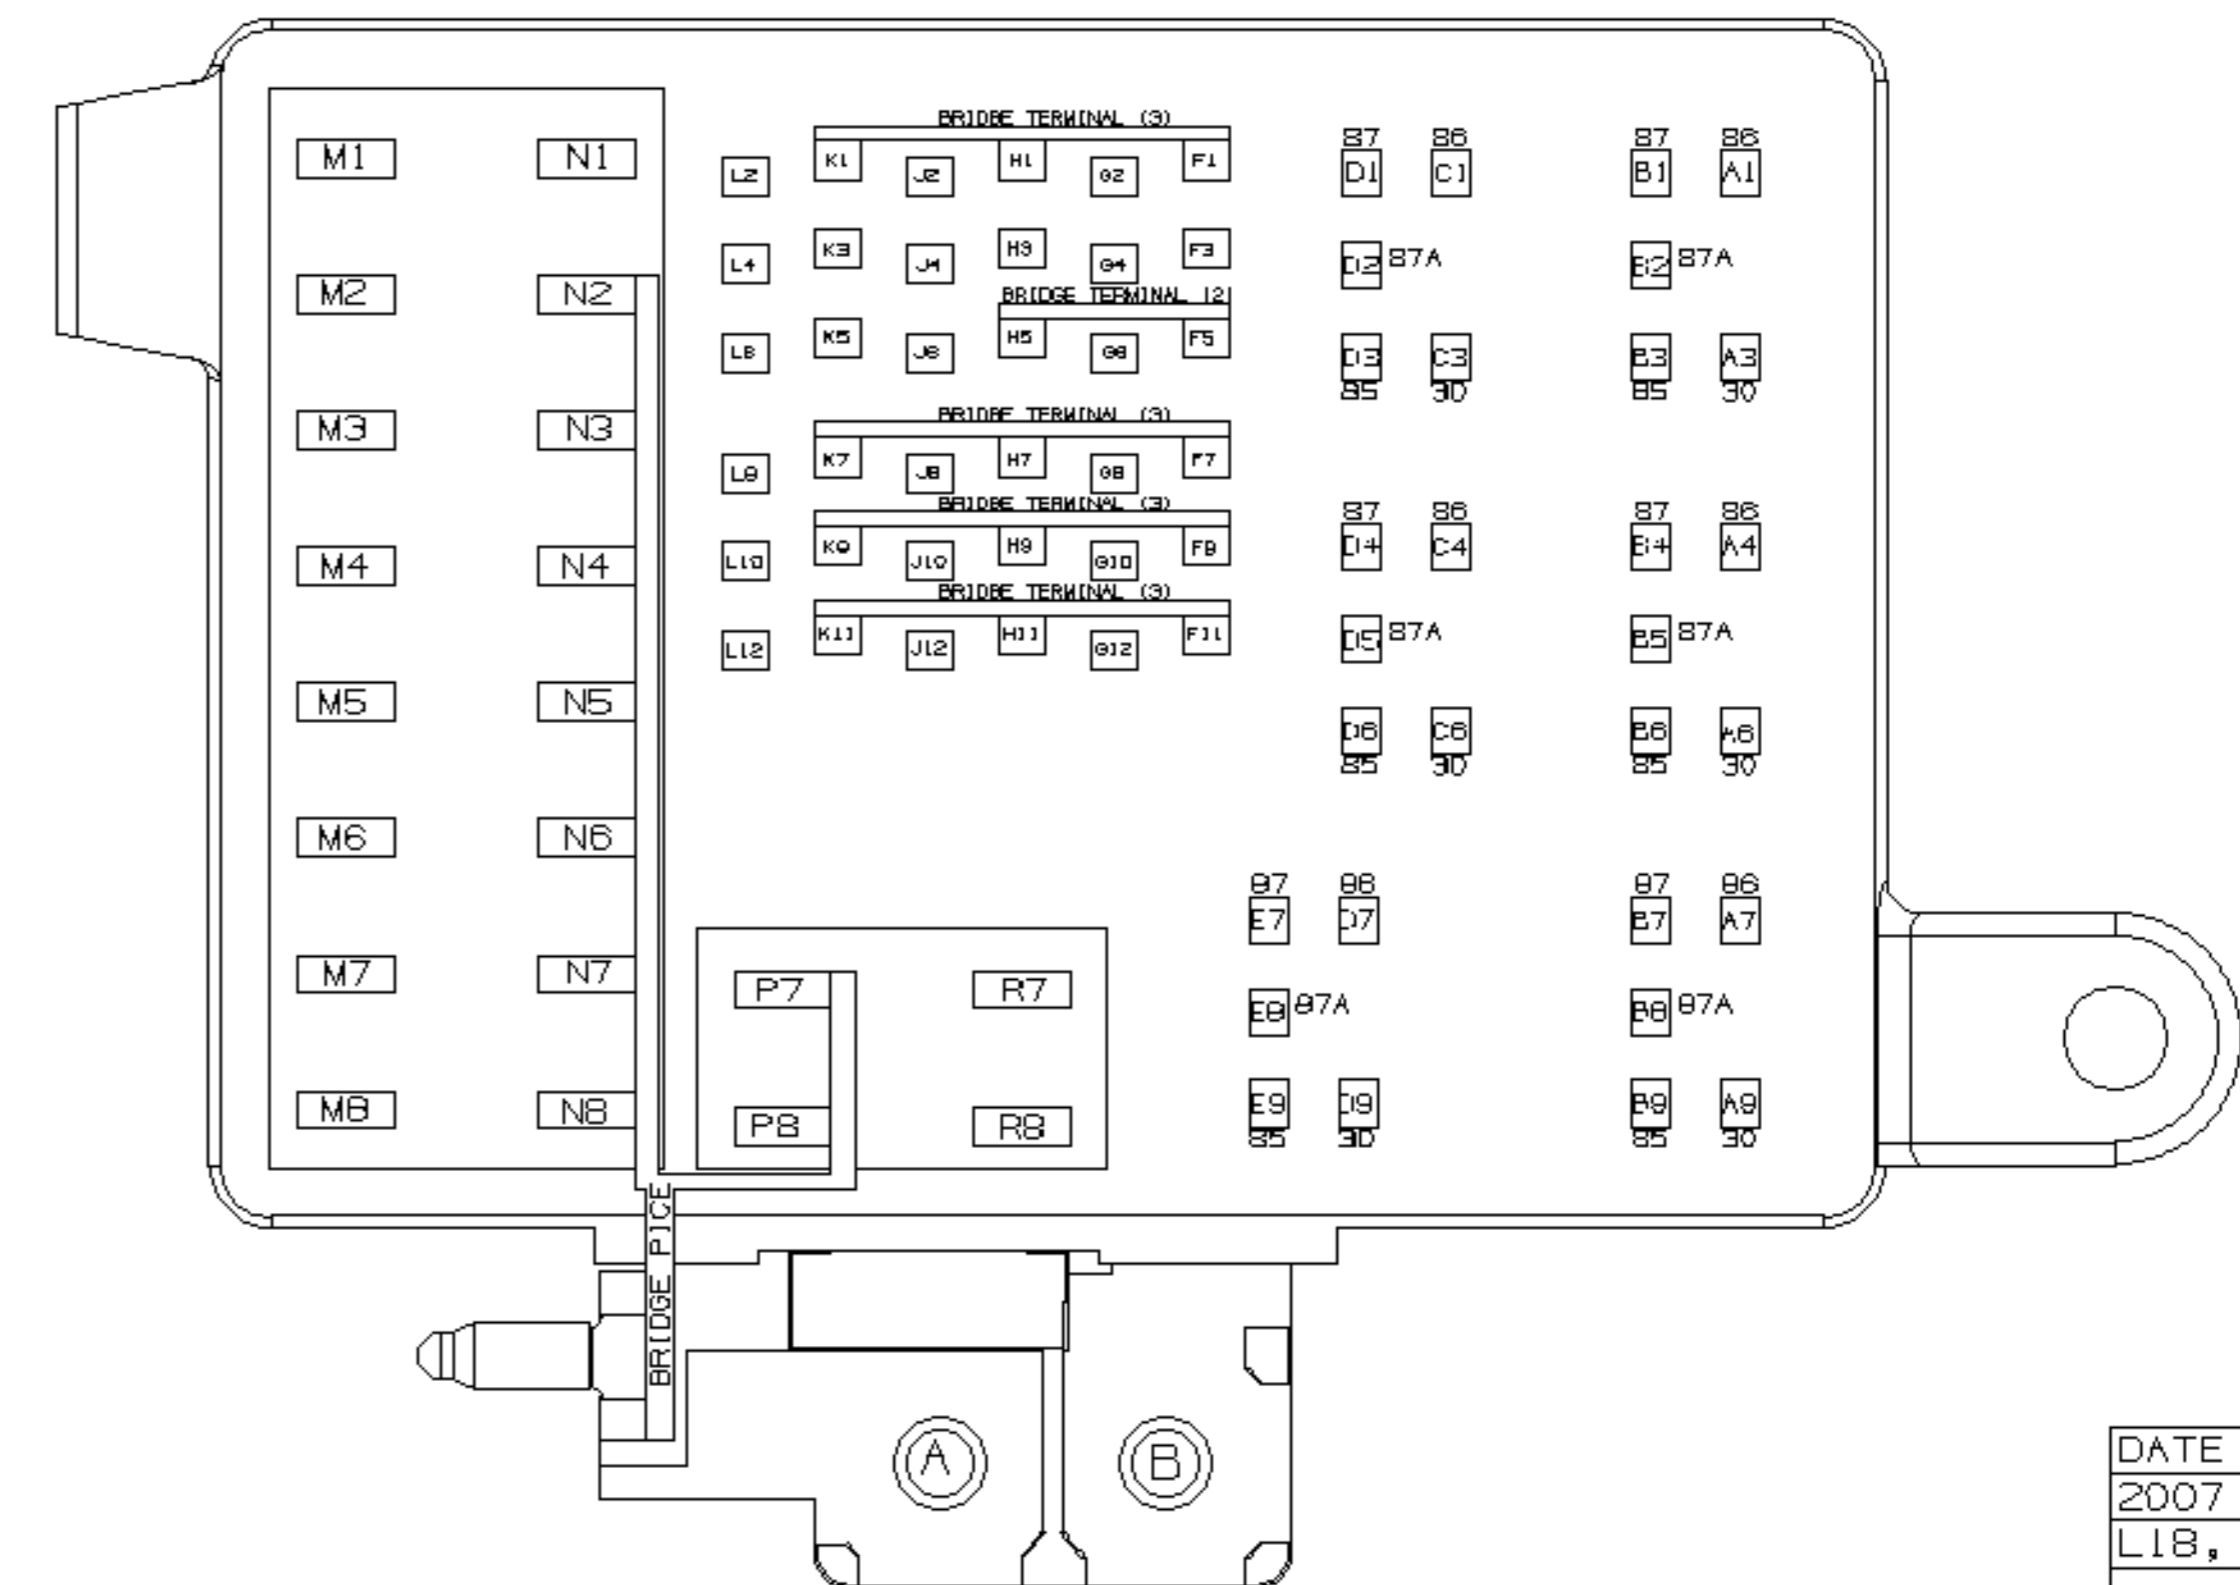 BRIDGE TERMINAL (3)
87 86 87 86
M1 N1 L2 K1 J2 H1 G2 F1 D1 C1 B1 A1
L4 K3 J4 H3 G4 F3 D2 87A B2 87A
M2 N2 BRIDGE TERMINAL (2)
L6 K5 J6 H5 G6 F5 D3 C3 B3 A3
85 30 85 30
M3 N3 BRIDGE TERMINAL (3)
L8 K7 J8 H7 G8 F7
BRIDGE TERMINAL (3)
87 86 87 86
M4 N4 L10 K9 J10 H9 G10 F9 D4 C4 B4 A4
BRIDGE TERMINAL (3)
L12 K11 J12 H11 G12 F11 D5 87A B5 87A
M5 N5 D6 C6 B6 A6
85 30 85 30
M6 N6
87 86 87 86
E7 D7 B7 A7
M7 N7 P7 R7 E8 87A B8 87A
M8 N8 P8 R8 E9 D9 B9 A9
85 30 85 30
BRIDGE PICE
A B
DATE
2007
L18,